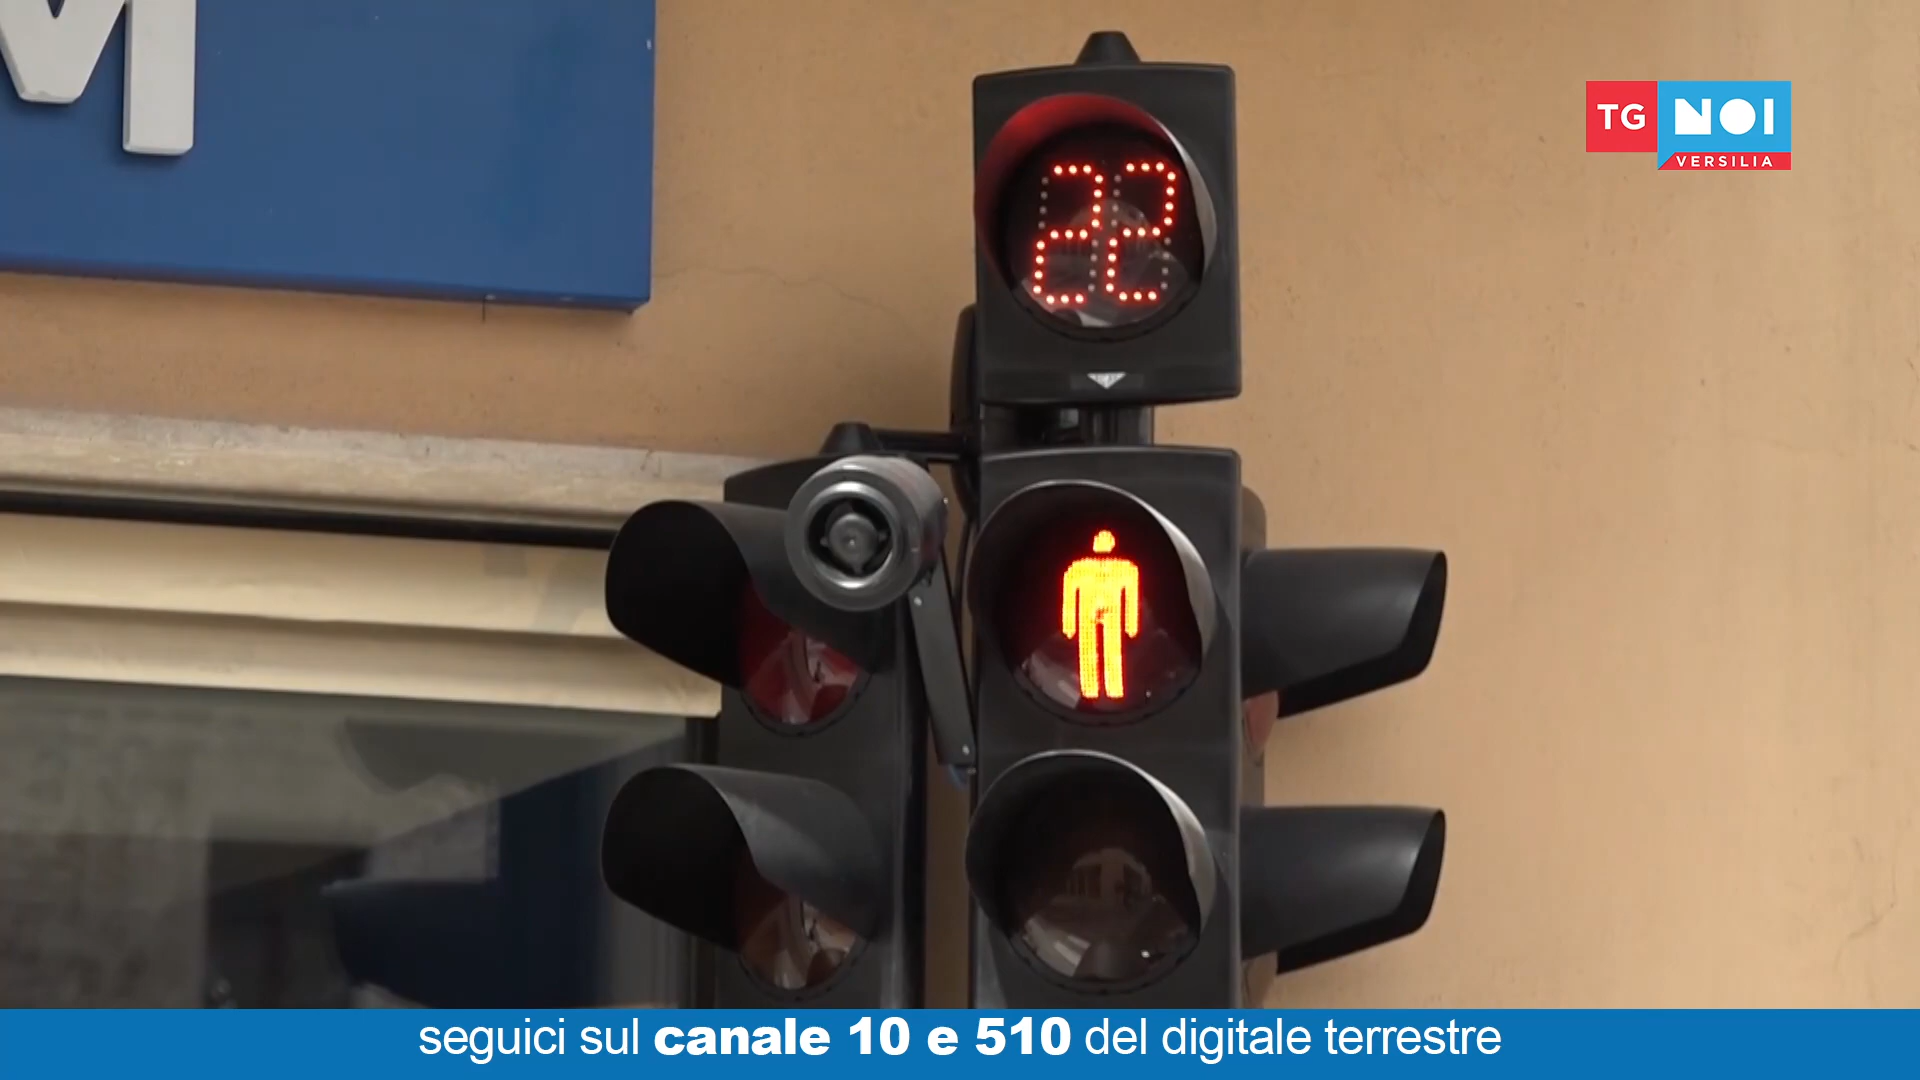 M
TG NOI
VERSILIA
22
seguici sul canale 10 e 510 del digitale terrestre